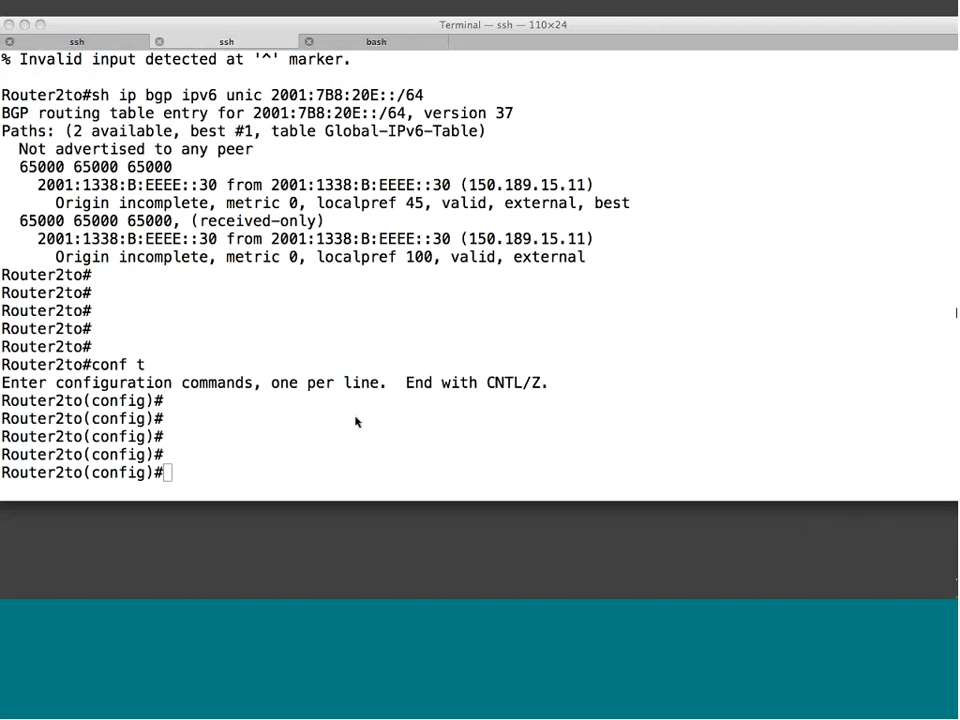 Terminal — ssh — 110×24
ssh ssh bash
% Invalid input detected at '^' marker.
Router2to#sh ip bgp ipv6 unic 2001:7B8:20E::/64
BGP routing table entry for 2001:7B8:20E::/64, version 37
Paths: (2 available, best #1, table Global-IPv6-Table)
  Not advertised to any peer
  65000 65000 65000
    2001:1338:B:EEEE::30 from 2001:1338:B:EEEE::30 (150.189.15.11)
      Origin incomplete, metric 0, localpref 45, valid, external, best
  65000 65000 65000, (received-only)
    2001:1338:B:EEEE::30 from 2001:1338:B:EEEE::30 (150.189.15.11)
      Origin incomplete, metric 0, localpref 100, valid, external
Router2to#
Router2to#
Router2to#
Router2to#
Router2to#
Router2to#conf t
Enter configuration commands, one per line.  End with CNTL/Z.
Router2to(config)#
Router2to(config)#
Router2to(config)#
Router2to(config)#
Router2to(config)#